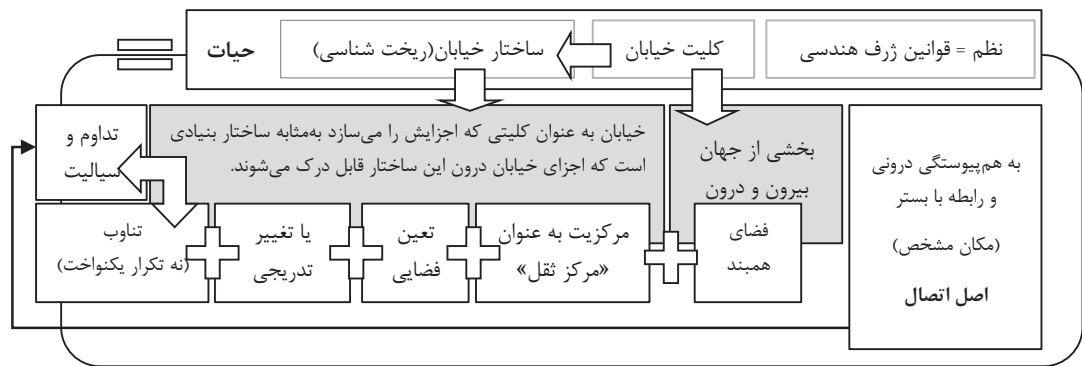 نظم = قوانین ژرف هندسی
کلیت خیابان
ساختار خیابان(ریخت شناسی)
حیات
به هم‌پیوستگی درونی
و رابطه با بستر
(مکان مشخص)
اصل اتصال
بخشی از جهان
بیرون و درون
خیابان به عنوان کلیتی که اجزایش را می‌سازد به‌مثابه ساختار بنیادی
است که اجزای خیابان درون این ساختار قابل درک می‌شوند.
تداوم و
سیالیت
فضای
همبند
مرکزیت به عنوان
«مرکز ثقل»
تعین
فضایی
یا تغییر
تدریجی
تناوب
(نه تکرار یکنواخت)